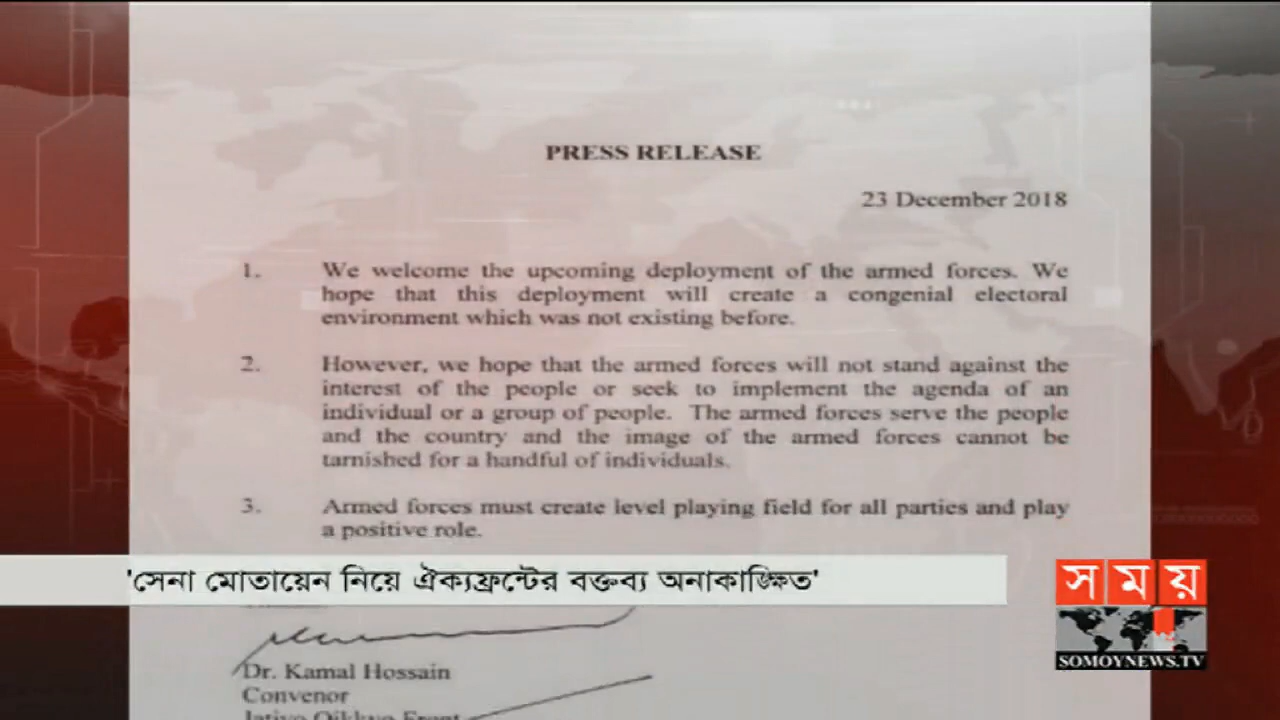 PRESS RELEASE
23 December 2018
1. We welcome the upcoming deployment of the armed forces. We
hope that this deployment will create a congenial electoral
environment which was not existing before.
2. However, we hope that the armed forces will not stand against the
interest of the people or seek to implement the agenda of an
individual or a group of people. The armed forces serve the people
and the country and the image of the armed forces cannot be
tarnished for a handful of individuals.
3. Armed forces must create level playing field for all parties and play
a positive role.
'সেনা মোতায়েন নিয়ে ঐক্যফ্রন্টের বক্তব্য অনাকাঙ্ক্ষিত'
সময়
SOMOYNEWS.TV
Dr. Kamal Hossain
Convenor